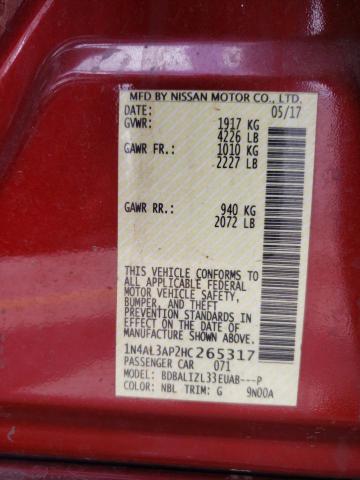 MFD BY NISSAN MOTOR CO., LTD.
DATE: 05/17
GVWR: 1917 KG
4226 LB
GAWR FR.: 1010 KG
2227 LB
GAWR RR.: 940 KG
2072 LB
THIS VEHICLE CONFORMS TO
ALL APPLICABLE FEDERAL
MOTOR VEHICLE SAFETY,
BUMPER, AND THEFT
PREVENTION STANDARDS IN
EFFECT ON THE DATE OF
MANUFACTURE SHOWN ABOVE.
1N4AL3AP2HC265317
PASSENGER CAR 071
MODEL: BDBALIZL33EUAB---P
COLOR: NBL TRIM: G 9N00A